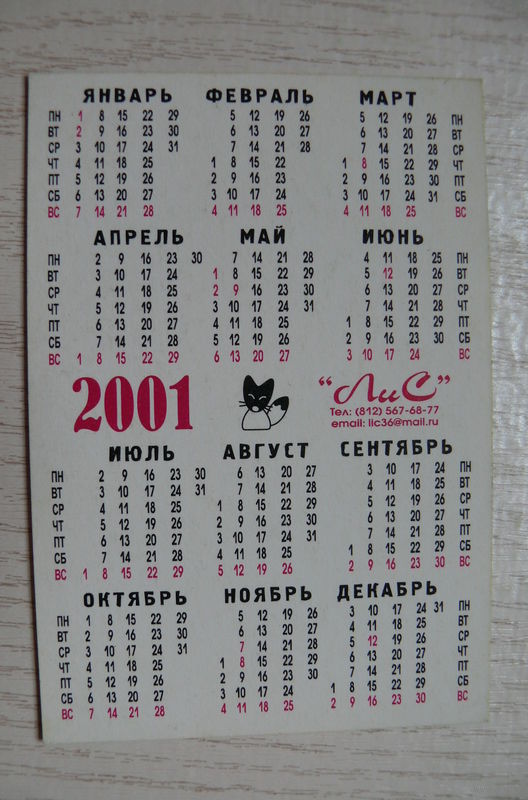 ЯНВАРЬ ФЕВРАЛЬ МАРТ
ПН 1 8 15 22 29 5 12 19 26 5 12 19 26 ПН
ВТ 2 9 16 23 30 6 13 20 27 6 13 20 27 ВТ
СР 3 10 17 24 31 7 14 21 28 7 14 21 28 СР
ЧТ 4 11 18 25 1 8 15 22 1 8 15 22 29 ЧТ
ПТ 5 12 19 26 2 9 16 23 2 9 16 23 30 ПТ
СБ 6 13 20 27 3 10 17 24 3 10 17 24 31 СБ
ВС 7 14 21 28 4 11 18 25 4 11 18 25 ВС
АПРЕЛЬ МАЙ ИЮНЬ
ПН 2 9 16 23 30 7 14 21 28 4 11 18 25 ПН
ВТ 3 10 17 24 1 8 15 22 29 5 12 19 26 ВТ
СР 4 11 18 25 2 9 16 23 30 6 13 20 27 СР
ЧТ 5 12 19 26 3 10 17 24 31 7 14 21 28 ЧТ
ПТ 6 13 20 27 4 11 18 25 1 8 15 22 29 ПТ
СБ 7 14 21 28 5 12 19 26 2 9 16 23 30 СБ
ВС 1 8 15 22 29 6 13 20 27 3 10 17 24 ВС
2001 “ЛиС”
Тел: (812) 567-68-77
email: lic36@mail.ru
ИЮЛЬ АВГУСТ СЕНТЯБРЬ
ПН 2 9 16 23 30 6 13 20 27 3 10 17 24 ПН
ВТ 3 10 17 24 31 7 14 21 28 4 11 18 25 ВТ
СР 4 11 18 25 1 8 15 22 29 5 12 19 26 СР
ЧТ 5 12 19 26 2 9 16 23 30 6 13 20 27 ЧТ
ПТ 6 13 20 27 3 10 17 24 31 7 14 21 28 ПТ
СБ 7 14 21 28 4 11 18 25 1 8 15 22 29 СБ
ВС 1 8 15 22 29 5 12 19 26 2 9 16 23 30 ВС
ОКТЯБРЬ НОЯБРЬ ДЕКАБРЬ
ПН 1 8 15 22 29 5 12 19 26 3 10 17 24 31 ПН
ВТ 2 9 16 23 30 6 13 20 27 4 11 18 25 ВТ
СР 3 10 17 24 31 7 14 21 28 5 12 19 26 СР
ЧТ 4 11 18 25 1 8 15 22 29 6 13 20 27 ЧТ
ПТ 5 12 19 26 2 9 16 23 30 7 14 21 28 ПТ
СБ 6 13 20 27 3 10 17 24 1 8 15 22 29 СБ
ВС 7 14 21 28 4 11 18 25 2 9 16 23 30 ВС